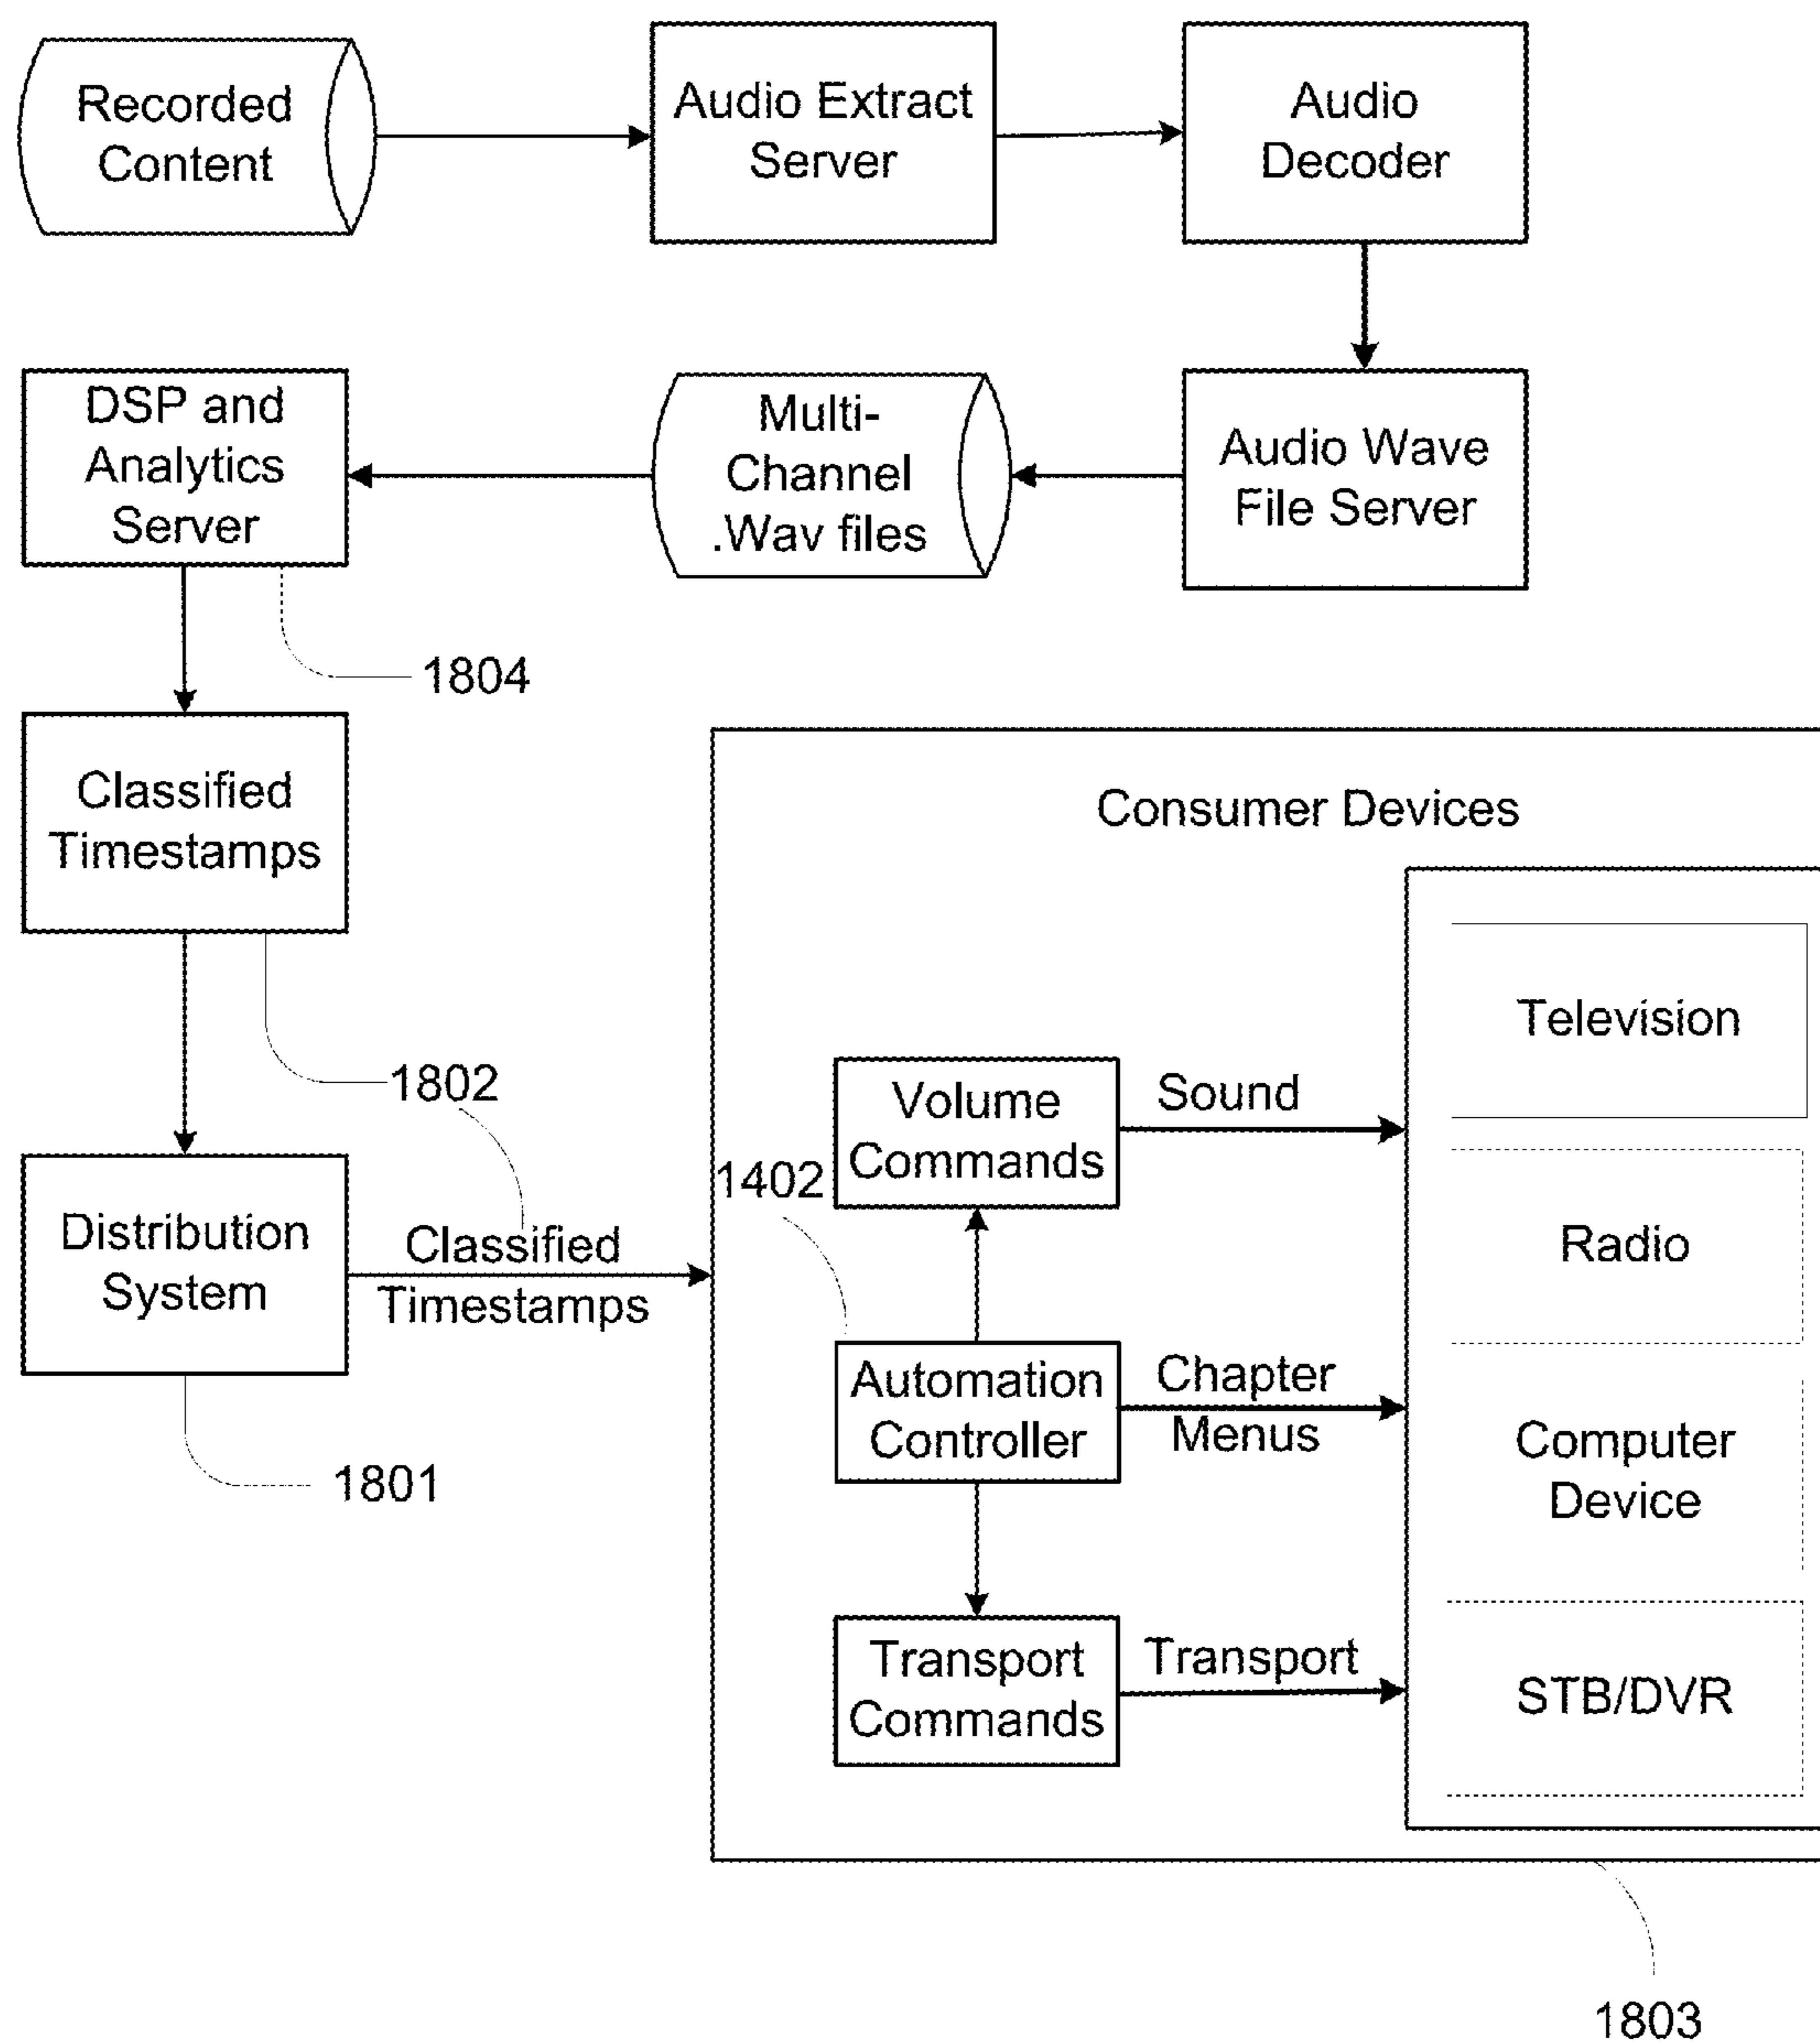 Recorded
Content
Audio Extract
Server
Audio
Decoder
DSP and
Analytics
Server
Multi-
Channel
.Wav files
Audio Wave
File Server
1804
Classified
Timestamps
1802
Distribution
System
1801
Classified
Timestamps
Consumer Devices
1402
Volume
Commands
Sound
Automation
Controller
Chapter
Menus
Transport
Commands
Transport
Television
Radio
Computer
Device
STB/DVR
1803